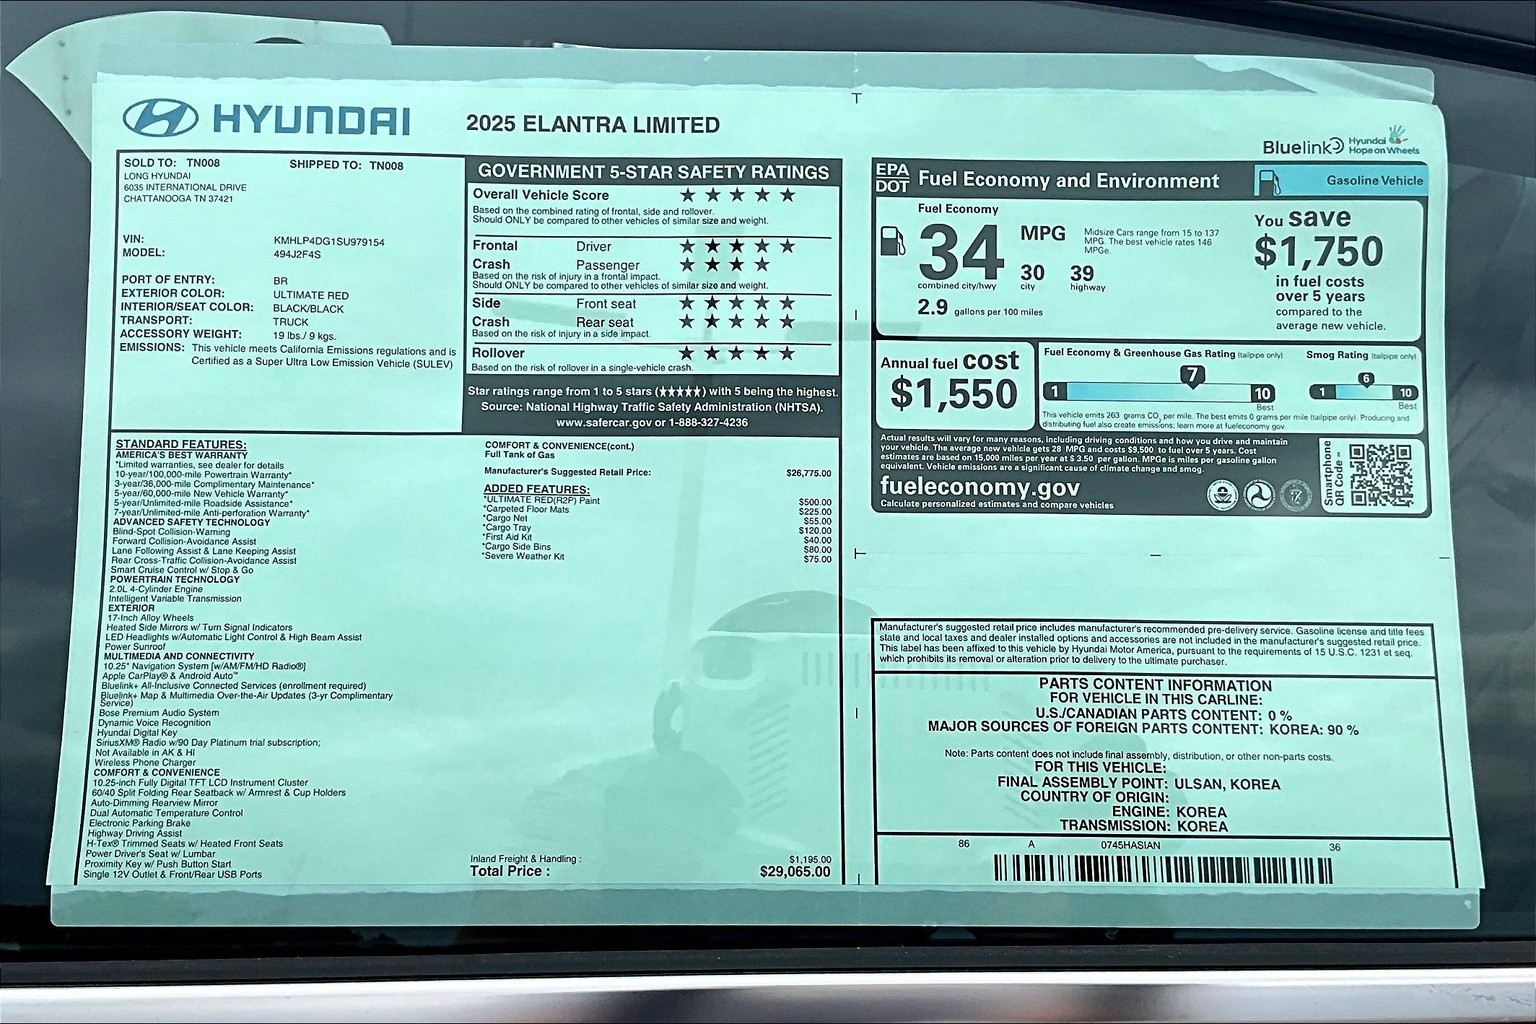 HYUNDAI
2025 ELANTRA LIMITED
Bluelink
Hyundai
Hope on Wheels
SOLD TO: TN008 SHIPPED TO: TN008
LONG HYUNDAI
6035 INTERNATIONAL DRIVE
CHATTANOOGA TN 37421
VIN: KMHLP4DG1SU979154
MODEL: 494J2F4S
PORT OF ENTRY: BR
EXTERIOR COLOR: ULTIMATE RED
INTERIOR/SEAT COLOR: BLACK/BLACK
TRANSPORT: TRUCK
ACCESSORY WEIGHT: 19 lbs./ 9 kgs.
EMISSIONS: This vehicle meets California Emissions regulations and is
Certified as a Super Ultra Low Emission Vehicle (SULEV)
GOVERNMENT 5-STAR SAFETY RATINGS
Overall Vehicle Score ★ ★ ★ ★ ★
Based on the combined rating of frontal, side and rollover.
Should ONLY be compared to other vehicles of similar size and weight.
Frontal Driver ★ ★ ★ ★ ★
Crash Passenger ★ ★ ★ ★
Based on the risk of injury in a frontal impact.
Should ONLY be compared to other vehicles of similar size and weight.
Side Front seat ★ ★ ★ ★ ★
Crash Rear seat ★ ★ ★ ★ ★
Based on the risk of injury in a side impact.
Rollover ★ ★ ★ ★ ★
Based on the risk of rollover in a single-vehicle crash.
Star ratings range from 1 to 5 stars (★★★★★) with 5 being the highest.
Source: National Highway Traffic Safety Administration (NHTSA).
www.safercar.gov or 1-888-327-4236
STANDARD FEATURES:
AMERICA'S BEST WARRANTY
*Limited warranties, see dealer for details
10-year/100,000-mile Powertrain Warranty*
3-year/36,000-mile Complimentary Maintenance*
5-year/60,000-mile New Vehicle Warranty*
5-year/Unlimited-mile Roadside Assistance*
7-year/Unlimited-mile Anti-perforation Warranty*
ADVANCED SAFETY TECHNOLOGY
Blind-Spot Collision-Warning
Forward Collision-Avoidance Assist
Lane Following Assist & Lane Keeping Assist
Rear Cross-Traffic Collision-Avoidance Assist
Smart Cruise Control w/ Stop & Go
POWERTRAIN TECHNOLOGY
2.0L 4-Cylinder Engine
Intelligent Variable Transmission
EXTERIOR
17-Inch Alloy Wheels
Heated Side Mirrors w/ Turn Signal Indicators
LED Headlights w/Automatic Light Control & High Beam Assist
Power Sunroof
MULTIMEDIA AND CONNECTIVITY
10.25" Navigation System [w/AM/FM/HD Radio®]
Apple CarPlay® & Android Auto™
Bluelink+ All-Inclusive Connected Services (enrollment required)
Bluelink+ Map & Multimedia Over-the-Air Updates (3-yr Complimentary
Service)
Bose Premium Audio System
Dynamic Voice Recognition
Hyundai Digital Key
SiriusXM® Radio w/90 Day Platinum trial subscription;
Not Available in AK & HI
Wireless Phone Charger
COMFORT & CONVENIENCE
10.25-inch Fully Digital TFT LCD Instrument Cluster
60/40 Split Folding Rear Seatback w/ Armrest & Cup Holders
Auto-Dimming Rearview Mirror
Dual Automatic Temperature Control
Electronic Parking Brake
Highway Driving Assist
H-Tex® Trimmed Seats w/ Heated Front Seats
Power Driver's Seat w/ Lumbar
Proximity Key w/ Push Button Start
Single 12V Outlet & Front/Rear USB Ports
COMFORT & CONVENIENCE(cont.)
Full Tank of Gas
Manufacturer's Suggested Retail Price: $26,775.00
ADDED FEATURES:
*ULTIMATE RED(R2P) Paint $500.00
*Carpeted Floor Mats $225.00
*Cargo Net $55.00
*Cargo Tray $120.00
*First Aid Kit $40.00
*Cargo Side Bins $80.00
*Severe Weather Kit $75.00
Inland Freight & Handling : $1,195.00
Total Price : $29,065.00
EPA
DOT Fuel Economy and Environment
Gasoline Vehicle
Fuel Economy
34 MPG
combined city/hwy
30 city
39 highway
2.9 gallons per 100 miles
Midsize Cars range from 15 to 137
MPG. The best vehicle rates 146
MPGe.
You save
$1,750
in fuel costs
over 5 years
compared to the
average new vehicle.
Annual fuel cost
$1,550
Fuel Economy & Greenhouse Gas Rating (tailpipe only)
1 7 10
Best
Smog Rating (tailpipe only)
1 6 10
Best
This vehicle emits 263 grams CO2 per mile. The best emits 0 grams per mile (tailpipe only). Producing and
distributing fuel also create emissions; learn more at fueleconomy.gov.
Actual results will vary for many reasons, including driving conditions and how you drive and maintain
your vehicle. The average new vehicle gets 28 MPG and costs $9,500 to fuel over 5 years. Cost
estimates are based on 15,000 miles per year at $ 3.50 per gallon. MPGe is miles per gasoline gallon
equivalent. Vehicle emissions are a significant cause of climate change and smog.
fueleconomy.gov
Calculate personalized estimates and compare vehicles
Smartphone
QR Code
Manufacturer's suggested retail price includes manufacturer's recommended pre-delivery service. Gasoline license and title fees
state and local taxes and dealer installed options and accessories are not included in the manufacturer's suggested retail price.
This label has been affixed to this vehicle by Hyundai Motor America, pursuant to the requirements of 15 U.S.C. 1231 et seq.
which prohibits its removal or alteration prior to delivery to the ultimate purchaser.
PARTS CONTENT INFORMATION
FOR VEHICLE IN THIS CARLINE:
U.S./CANADIAN PARTS CONTENT: 0 %
MAJOR SOURCES OF FOREIGN PARTS CONTENT: KOREA: 90 %
Note: Parts content does not include final assembly, distribution, or other non-parts costs.
FOR THIS VEHICLE:
FINAL ASSEMBLY POINT: ULSAN, KOREA
COUNTRY OF ORIGIN:
ENGINE: KOREA
TRANSMISSION: KOREA
86 A 0745HASIAN 36